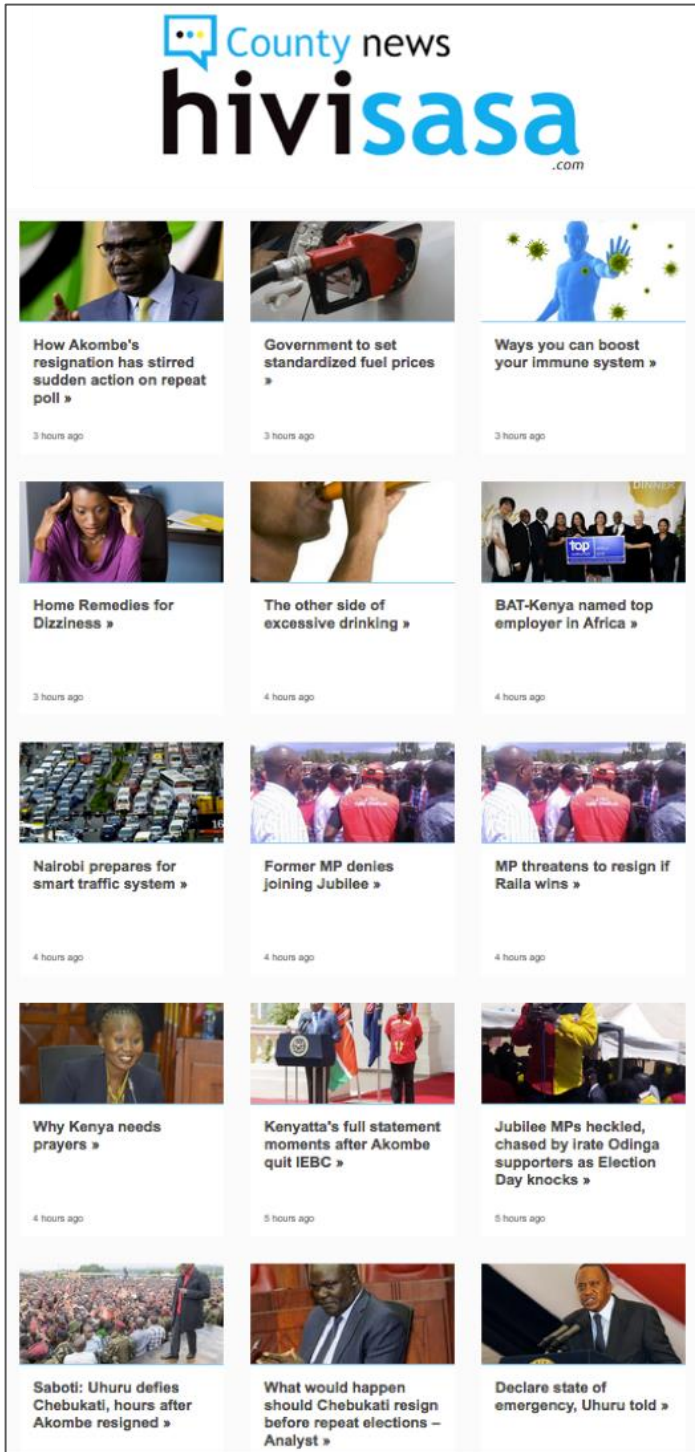 County news
hivisasa
.com
How Akombe's
resignation has stirred
sudden action on repeat
poll »
3 hours ago
Government to set
standardized fuel prices
»
3 hours ago
Ways you can boost
your immune system »
3 hours ago
DINNER
top
Home Remedies for
Dizziness »
3 hours ago
The other side of
excessive drinking »
4 hours ago
BAT-Kenya named top
employer in Africa »
4 hours ago
16
Nairobi prepares for
smart traffic system »
4 hours ago
Former MP denies
joining Jubilee »
4 hours ago
MP threatens to resign if
Raila wins »
4 hours ago
Why Kenya needs
prayers »
4 hours ago
Kenyatta's full statement
moments after Akombe
quit IEBC »
5 hours ago
Jubilee MPs heckled,
chased by irate Odinga
supporters as Election
Day knocks »
5 hours ago
Saboti: Uhuru defies
Chebukati, hours after
Akombe resigned »
What would happen
should Chebukati resign
before repeat elections –
Analyst »
Declare state of
emergency, Uhuru told »